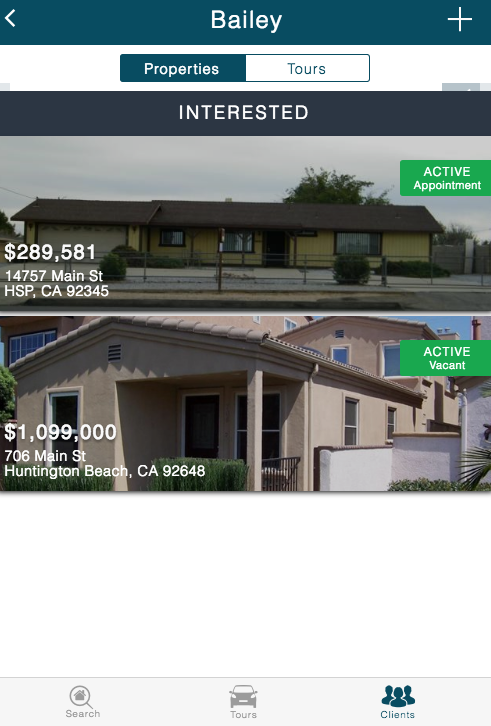 Bailey
Properties
Tours
INTERESTED
ACTIVE
Appointment
$289,581
14757 Main St
HSP, CA 92345
ACTIVE
Vacant
$1,099,000
706 Main St
Huntington Beach, CA 92648
Search
Tours
Clients